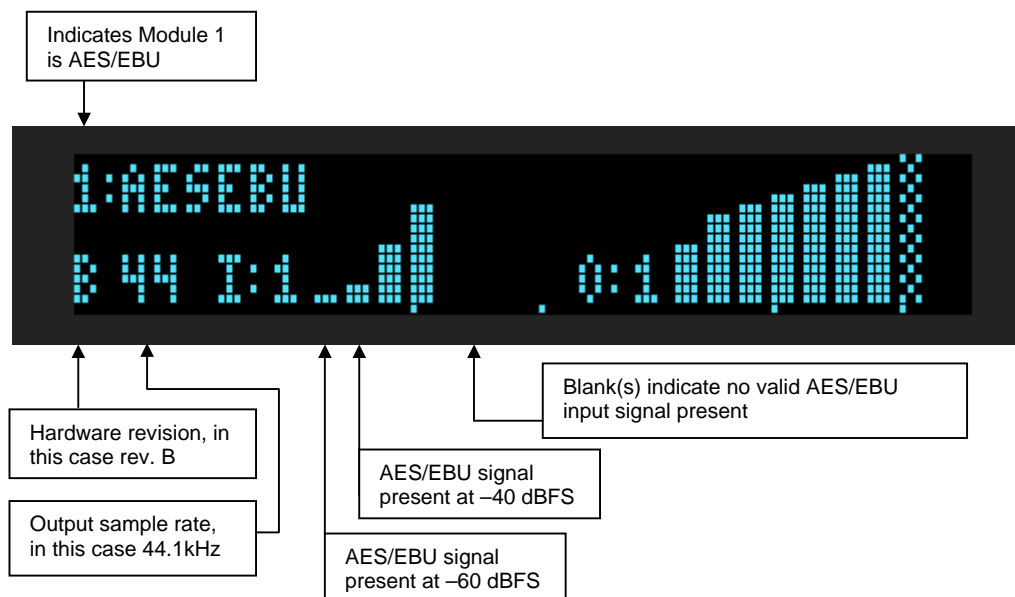 Indicates Module 1
is AES/EBU
1:AESEBU
B 44 I:1 O:1
Blank(s) indicate no valid AES/EBU
input signal present
Hardware revision, in
this case rev. B
AES/EBU signal
present at –40 dBFS
Output sample rate,
in this case 44.1kHz
AES/EBU signal
present at –60 dBFS